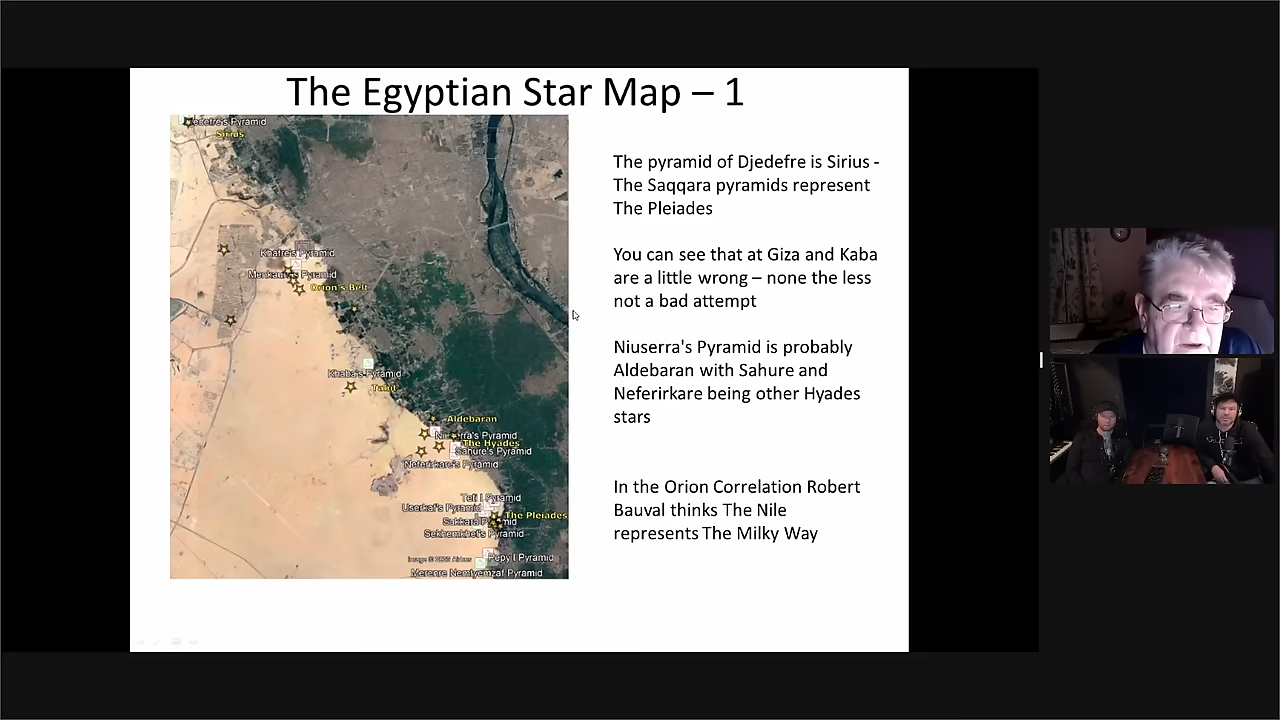 The Egyptian Star Map – 1
Pyramid
Sirius
Khafre's Pyramid
Pyramid
Orion's Belt
Khaba's Pyramid
Tahit
Aldebaran
Pyramid
The Hyades
Sahure's Pyramid
Neferirkare's Pyramid
Teti I Pyramid
Userkaf's Pyramid
The Pleiades
Sekhemkhet's Pyramid
Pepy I Pyramid
Merenre Nemtyemzaf Pyramid
The pyramid of Djedefre is Sirius -
The Saqqara pyramids represent
The Pleiades
You can see that at Giza and Kaba
are a little wrong – none the less
not a bad attempt
Niuserra's Pyramid is probably
Aldebaran with Sahure and
Neferirkare being other Hyades
stars
In the Orion Correlation Robert
Bauval thinks The Nile
represents The Milky Way